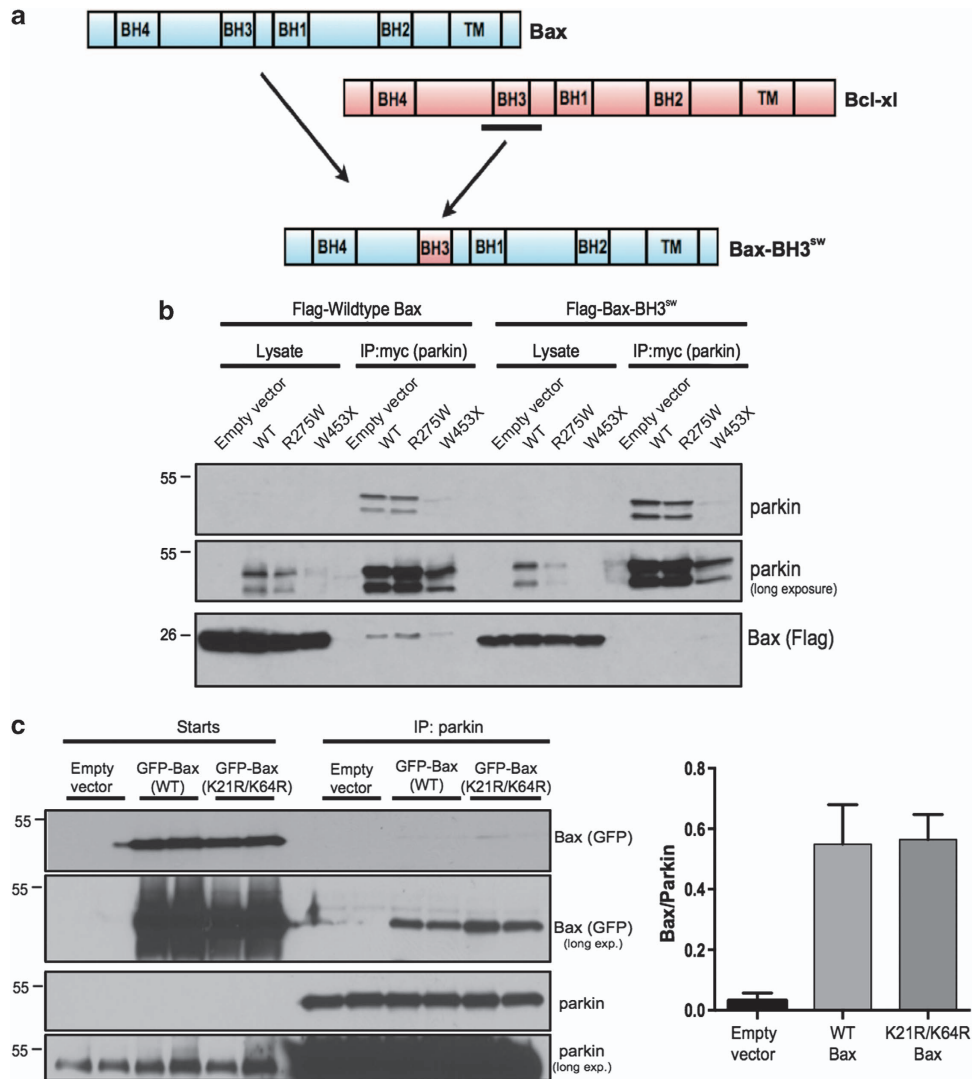 a
BH4 BH3 BH1 BH2 TM Bax
BH4 BH3 BH1 BH2 TM Bcl-xl
BH4 BH3 BH1 BH2 TM Bax-BH3sw
b
Flag-Wildtype Bax Flag-Bax-BH3sw
Lysate IP:myc (parkin) Lysate IP:myc (parkin)
Empty vector WT R275W W453X Empty vector WT R275W W453X Empty vector WT R275W W453X Empty vector WT R275W W453X
55 parkin
55 parkin
(long exposure)
26 Bax (Flag)
c
Starts IP: parkin
Empty vector GFP-Bax (WT) GFP-Bax (K21R/K64R) Empty vector GFP-Bax (WT) GFP-Bax (K21R/K64R)
55 Bax (GFP)
55 Bax (GFP)
(long exp.)
55 parkin
55 parkin
(long exp.)
Bax/Parkin
0.8
0.6
0.4
0.2
0.0
Empty vector WT Bax K21R/K64R Bax